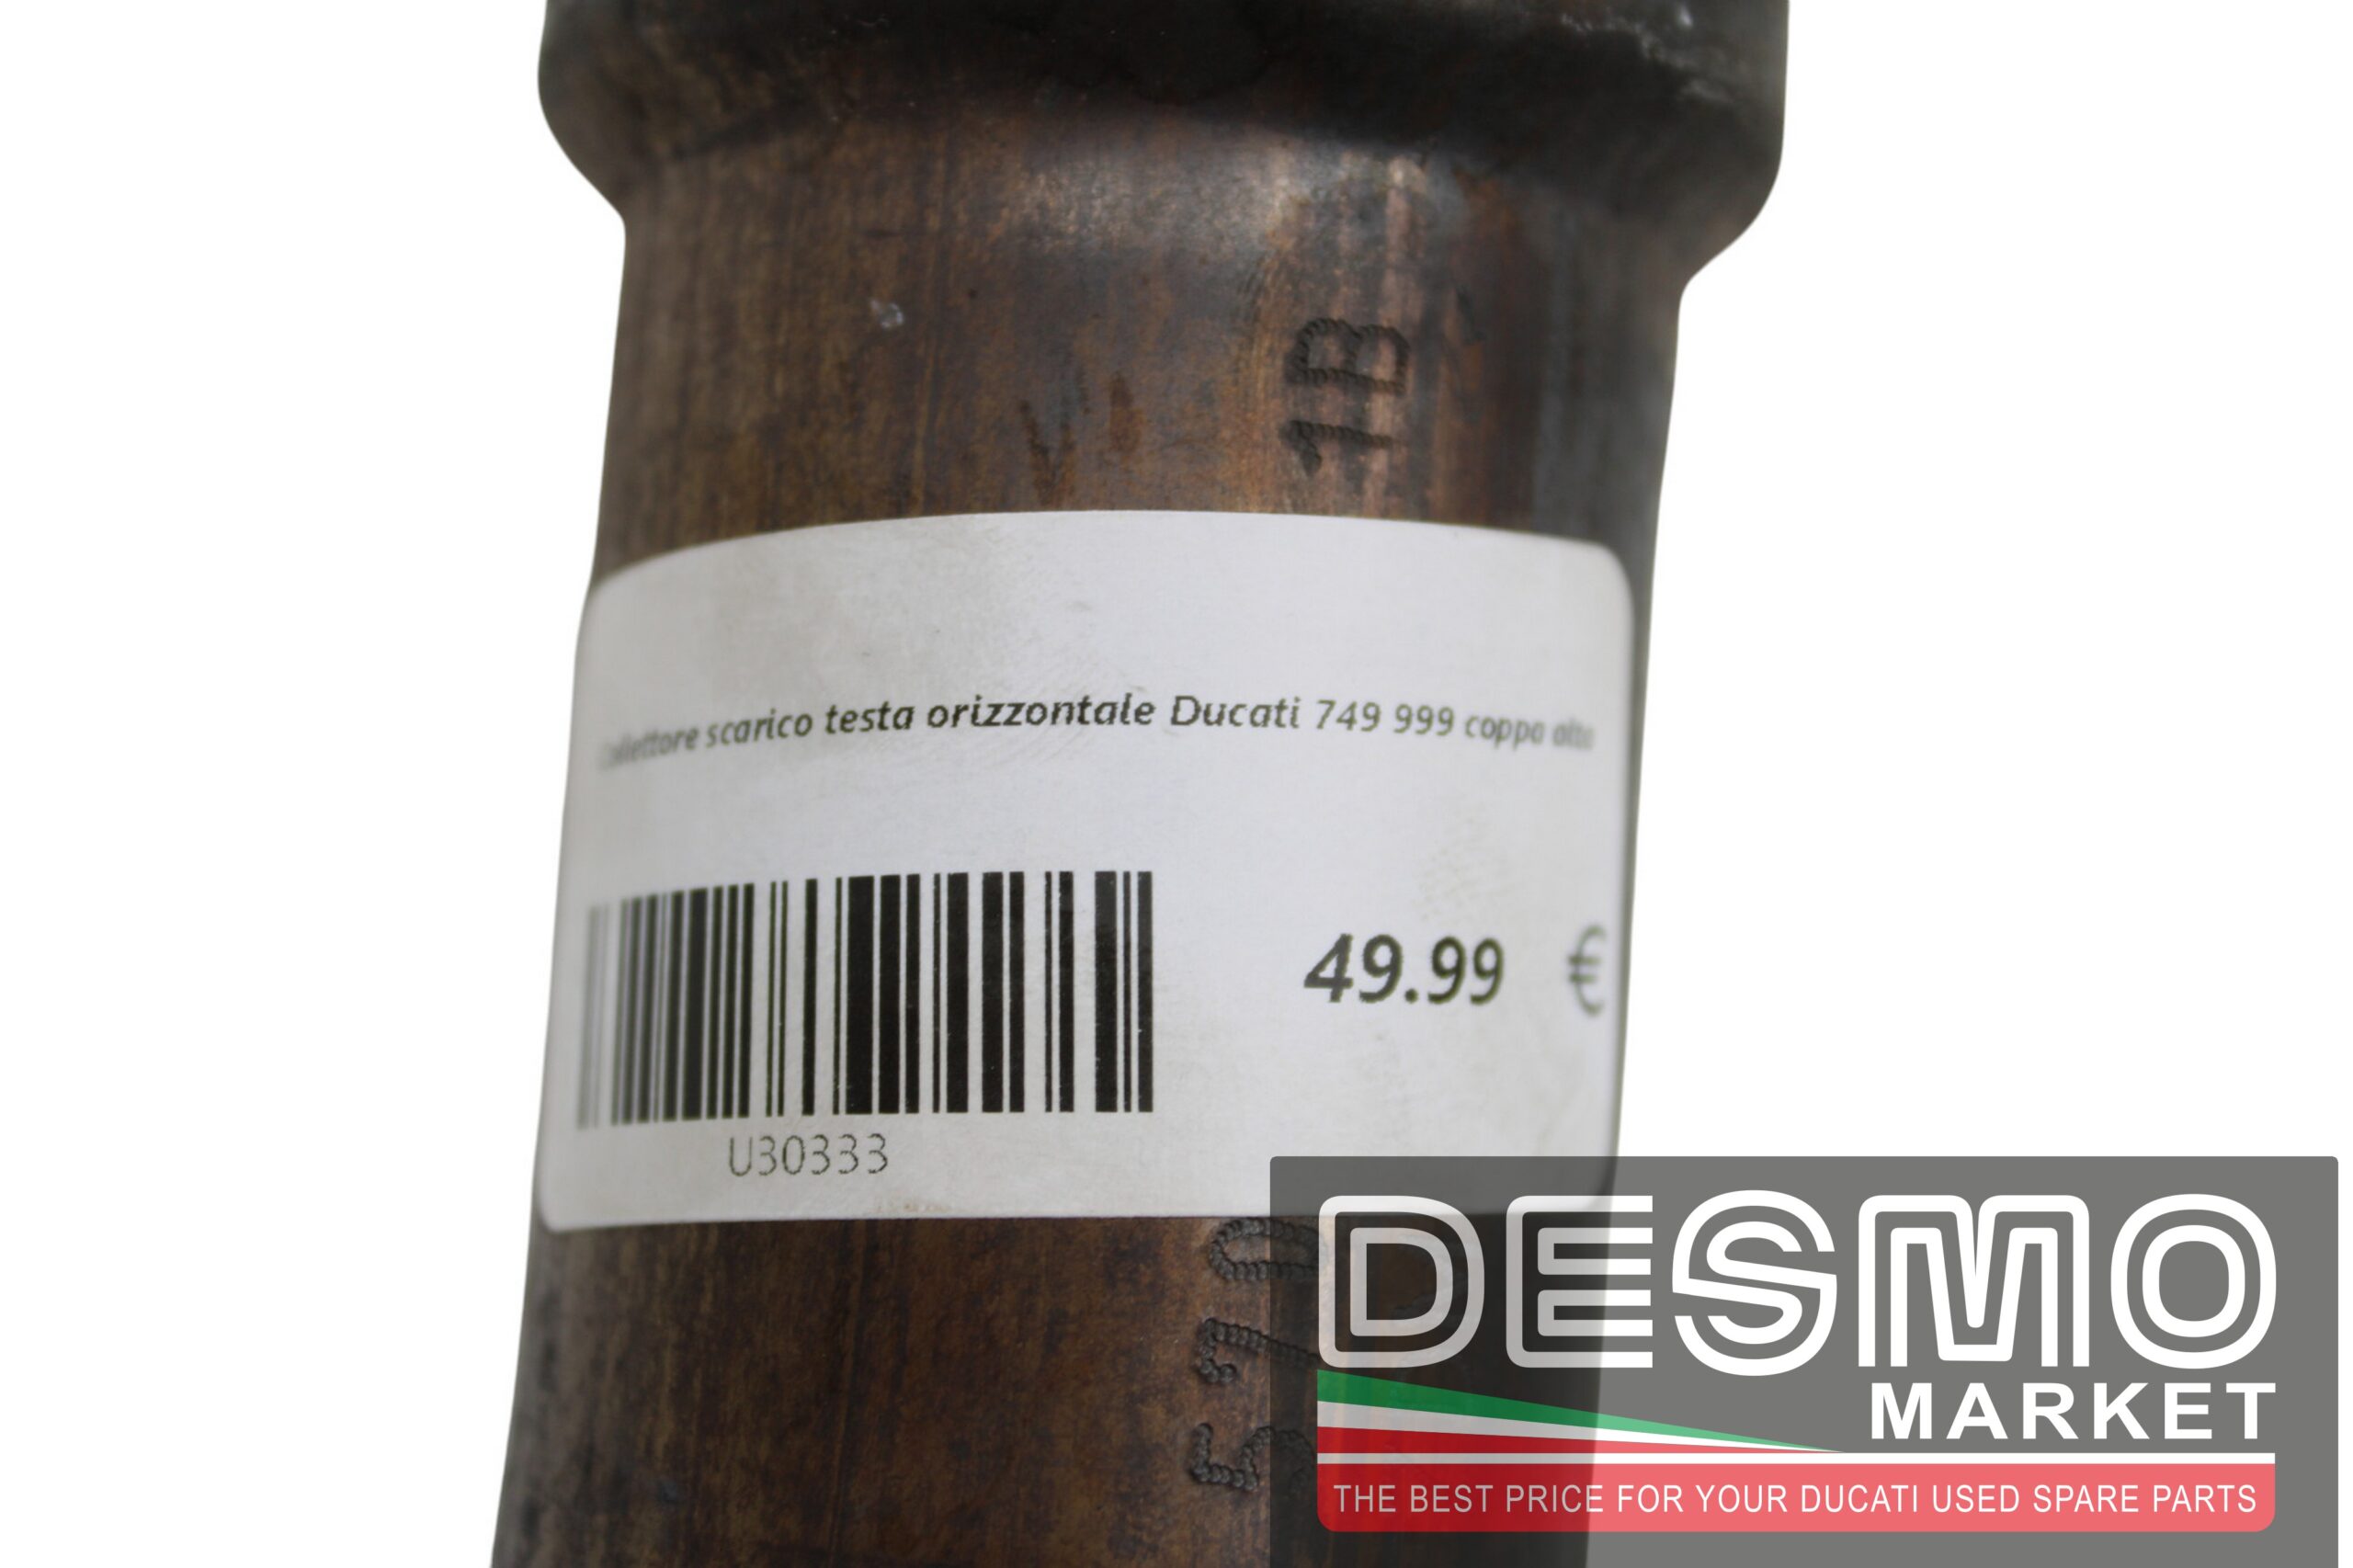 1B
Collettore scarico testa orizzontale Ducati 749 999 coppa alta
49.99 €
U30333
570
DESMO
MARKET
THE BEST PRICE FOR YOUR DUCATI USED SPARE PARTS